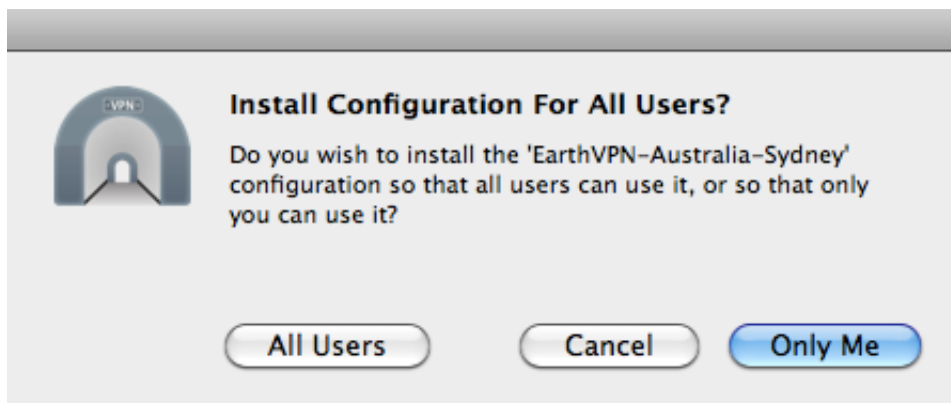 VPN
Install Configuration For All Users?
Do you wish to install the 'EarthVPN-Australia-Sydney'
configuration so that all users can use it, or so that only
you can use it?
All Users
Cancel
Only Me